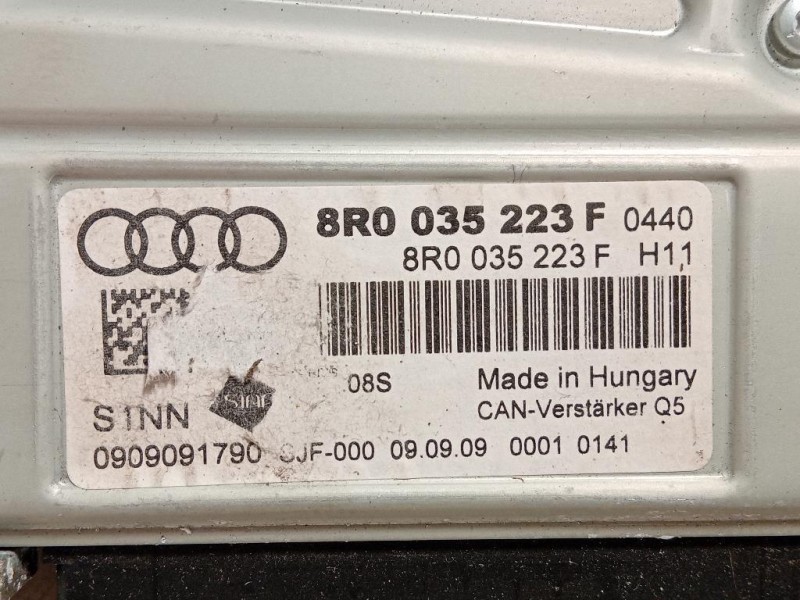 8R0 035 223 F 0440
8R0 035 223 F H11
08S
Made in Hungary
S1NN
CAN-Verstärker Q5
0909091790 SJF-000 09.09.09 0001 0141